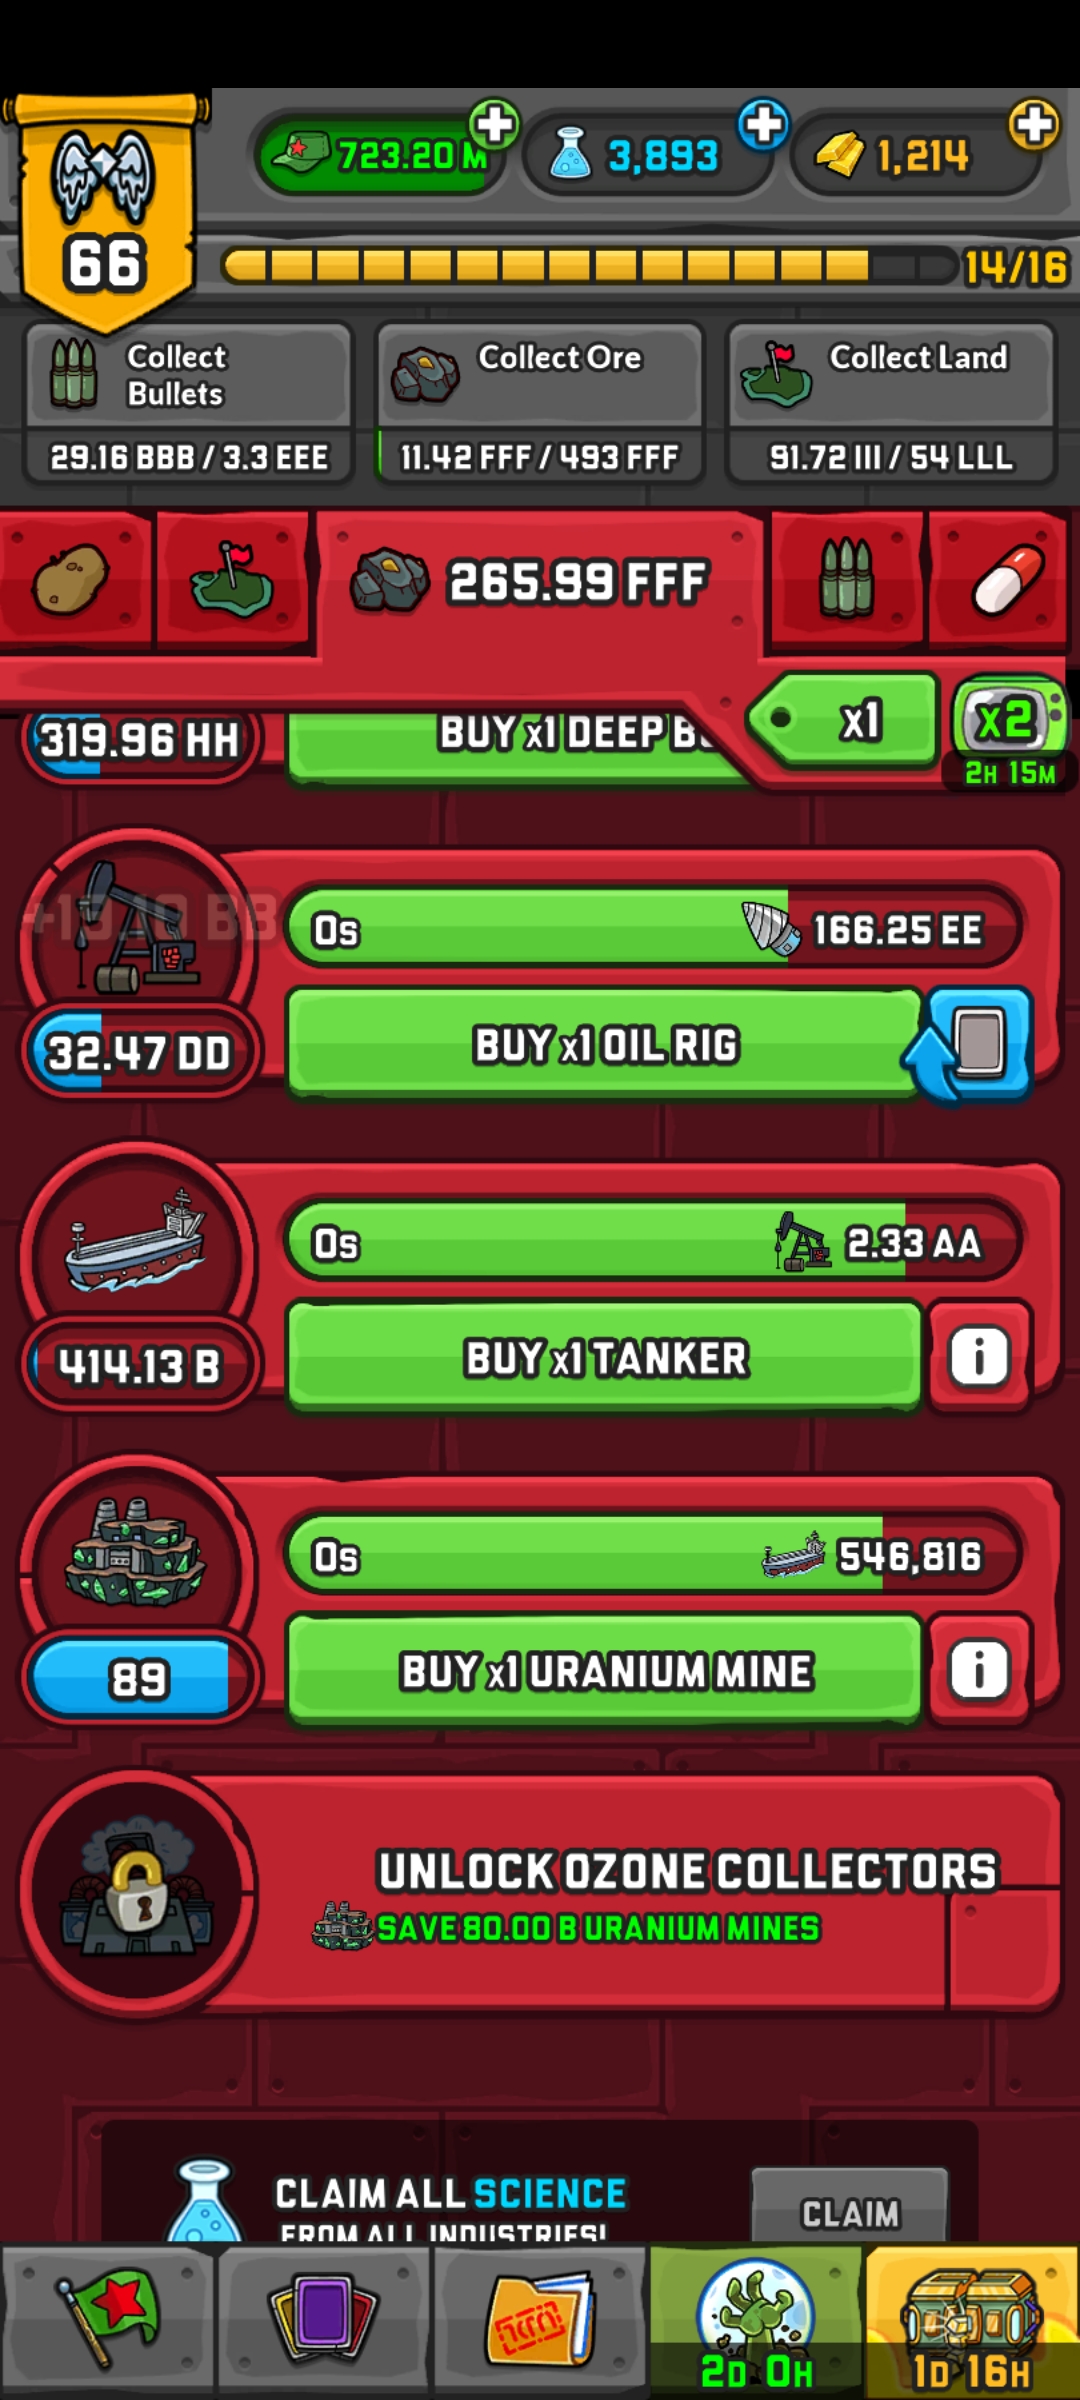 723.20 M
3,893
1,214
66
14/16
Collect
Bullets
Collect Ore
Collect Land
29.16 BBB / 3.3 EEE
11.42 FFF / 493 FFF
91.72 III / 54 LLL
265.99 FFF
x1
x2
2H 15M
319.96 HH
BUY x1 DEEP
0s
166.25 EE
32.47 DD
BUY x1 OIL RIG
0s
2.33 AA
414.13 B
BUY x1 TANKER
i
0s
546,816
89
BUY x1 URANIUM MINE
i
UNLOCK OZONE COLLECTORS
SAVE 80.00 B URANIUM MINES
CLAIM ALL SCIENCE
FROM ALL INDUSTRIES!
CLAIM
2D 0H
1D 16H